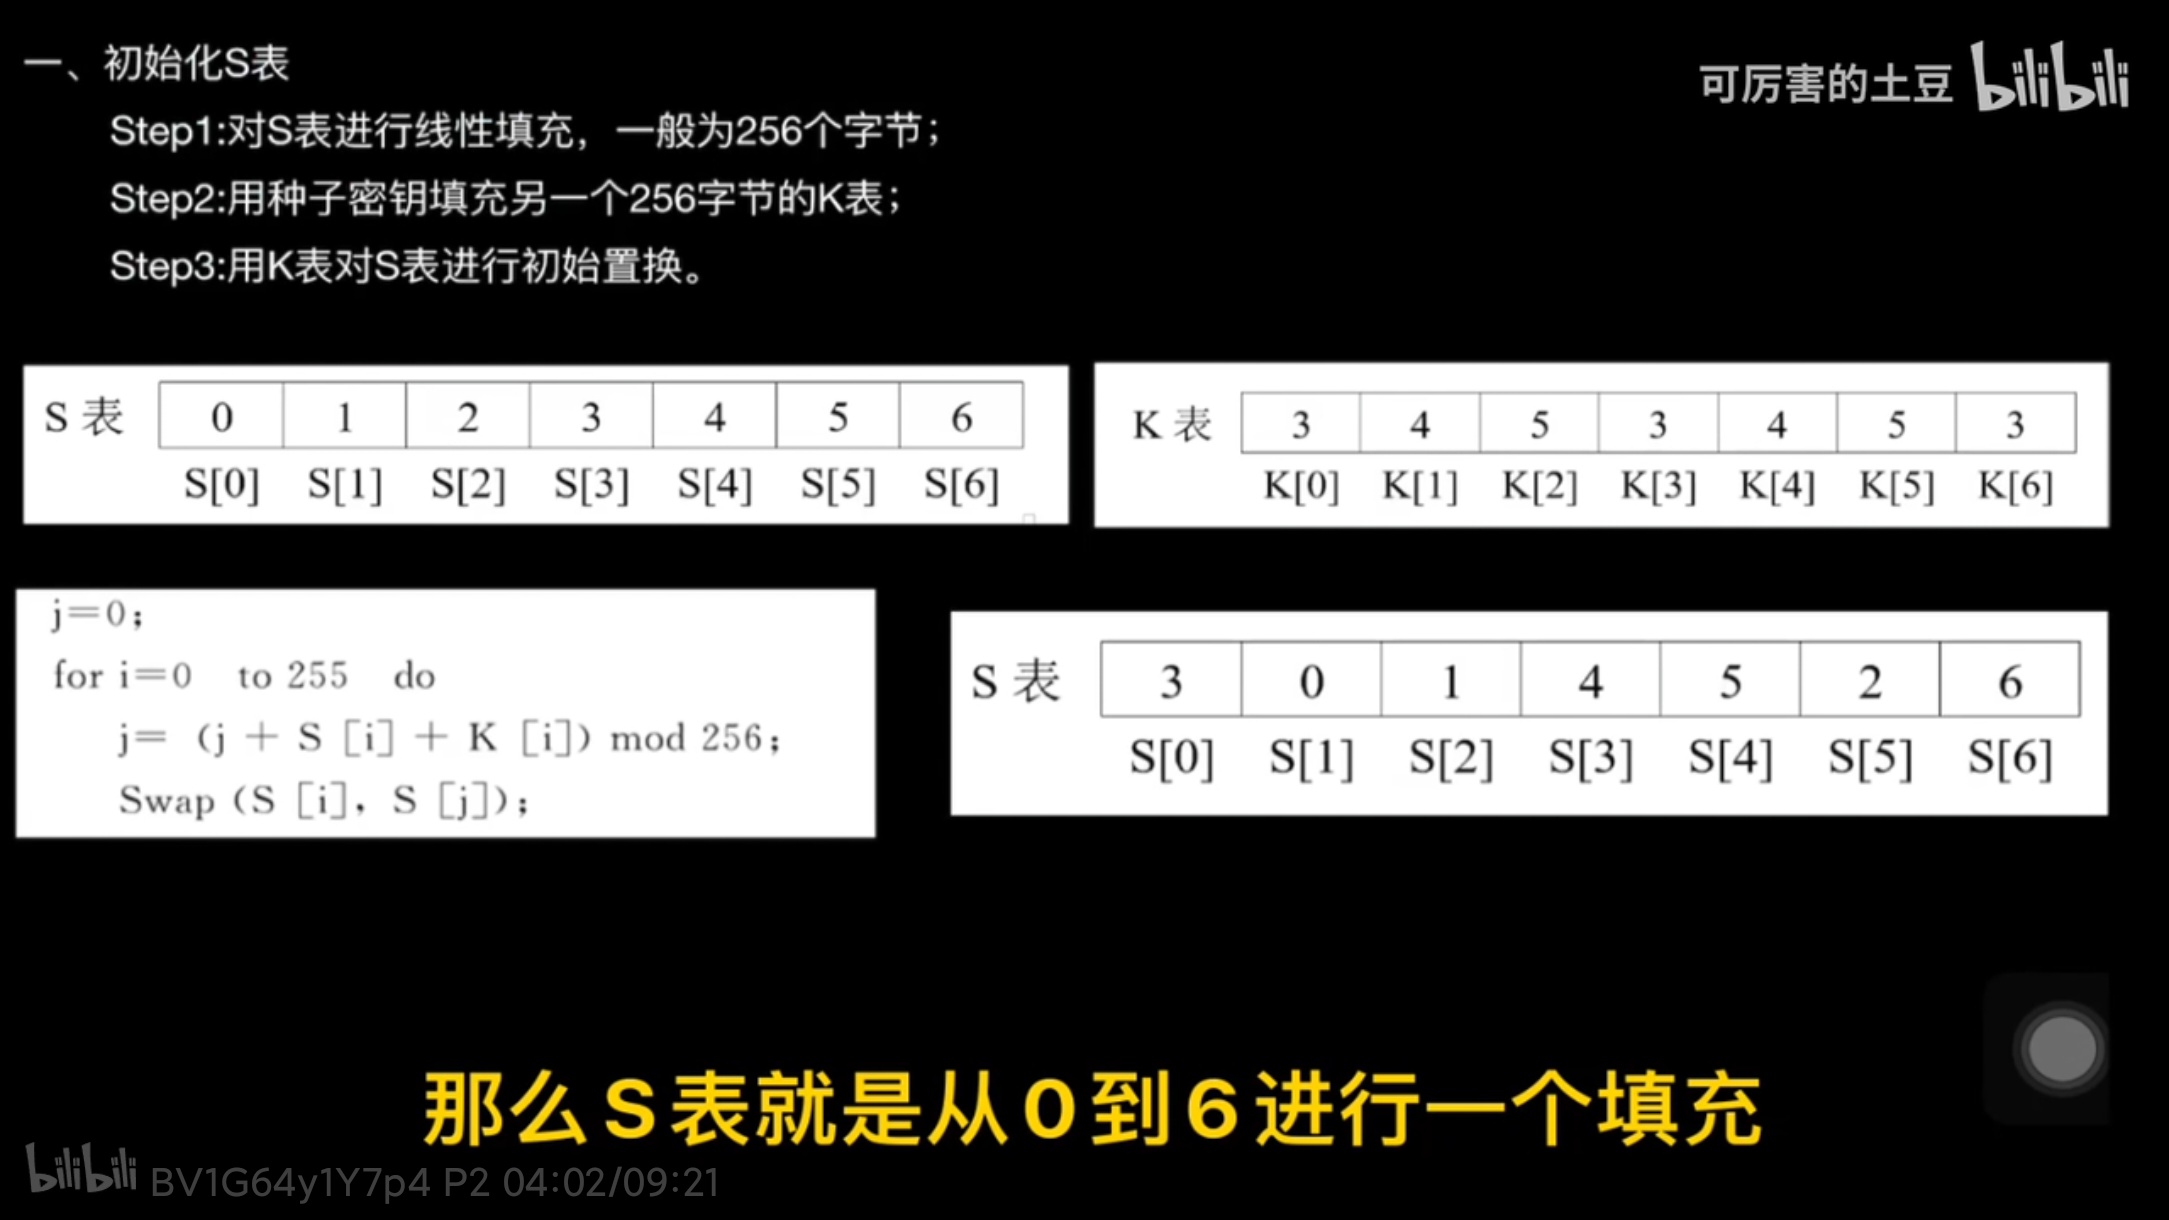 一、初始化S表
可厉害的土豆 bilibili
Step1:对S表进行线性填充，一般为256个字节；
Step2:用种子密钥填充另一个256字节的K表；
Step3:用K表对S表进行初始置换。
S 表 0 1 2 3 4 5 6
S[0] S[1] S[2] S[3] S[4] S[5] S[6]
K 表 3 4 5 3 4 5 3
K[0] K[1] K[2] K[3] K[4] K[5] K[6]
j=0;
for i=0 to 255 do
j= (j + S [i] + K [i]) mod 256;
Swap (S [i], S [j]);
S 表 3 0 1 4 5 2 6
S[0] S[1] S[2] S[3] S[4] S[5] S[6]
那么S表就是从0到6进行一个填充
bilibili BV1G64y1Y7p4 P2 04:02/09:21